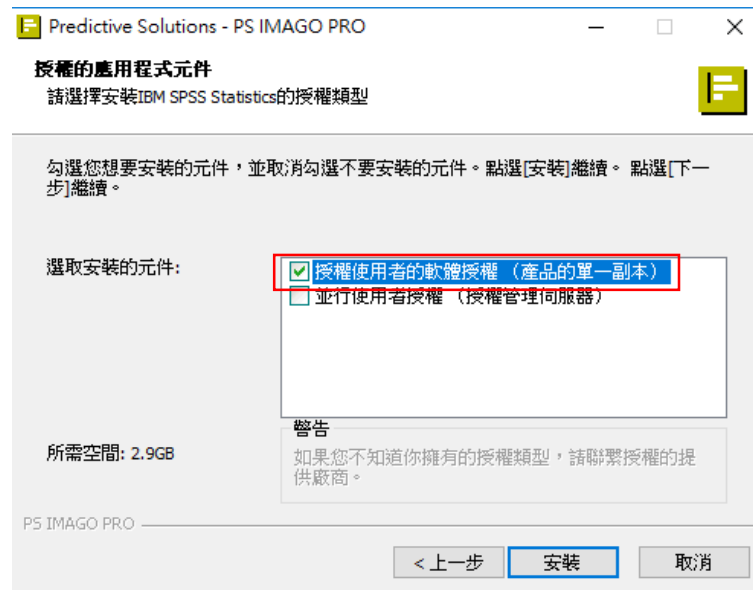 Predictive Solutions - PS IMAGO PRO
授權的應用程式元件
請選擇安裝IBM SPSS Statistics的授權類型
勾選您想要安裝的元件，並取消勾選不要安裝的元件。點選[安裝]繼續。 點選[下一
步]繼續。
選取安裝的元件:
授權使用者的軟體授權 （產品的單一副本）
並行使用者授權 （授權管理伺服器）
所需空間: 2.9GB
警告
如果您不知道你擁有的授權類型，請聯繫授權的提
供廠商。
PS IMAGO PRO
<上一步
安裝
取消